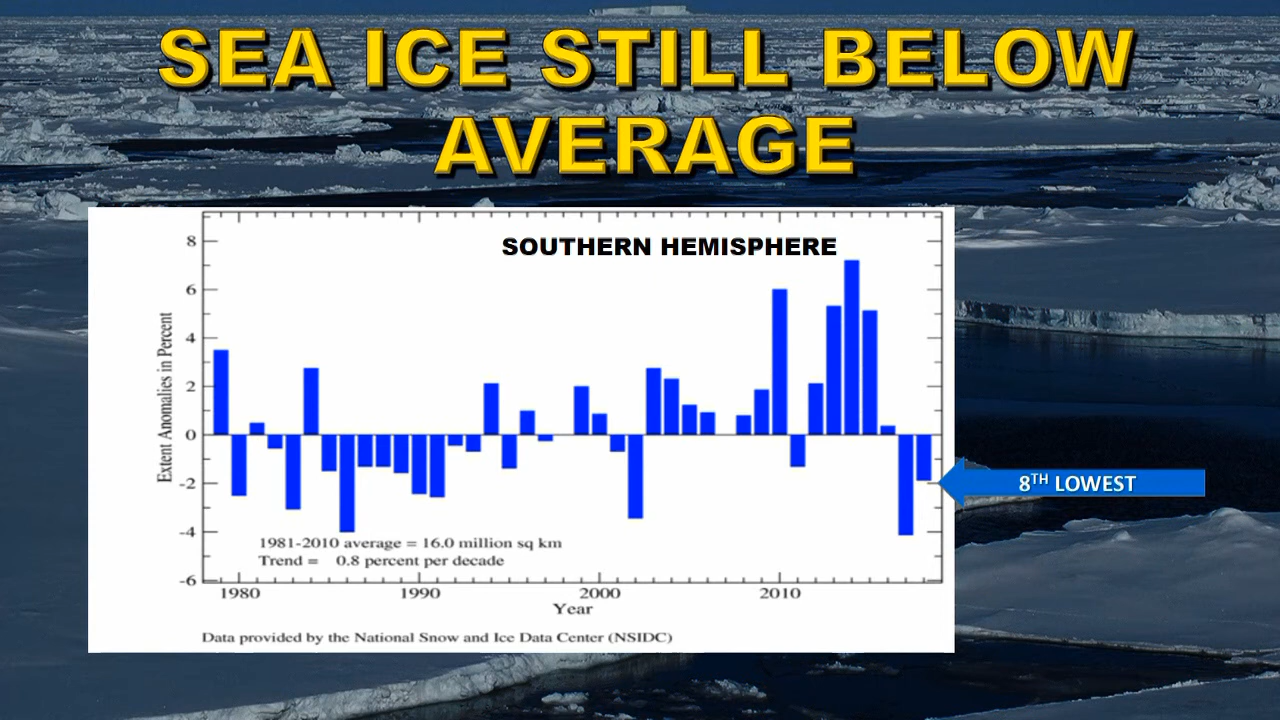 SEA ICE STILL BELOW
AVERAGE
SOUTHERN HEMISPHERE
8
6
4
2
0
-2
-4
-6
Extent Anomalies in Percent
8TH LOWEST
1981-2010 average = 16.0 million sq km
Trend = 0.8 percent per decade
1980 1990 2000 2010
Year
Data provided by the National Snow and Ice Data Center (NSIDC)